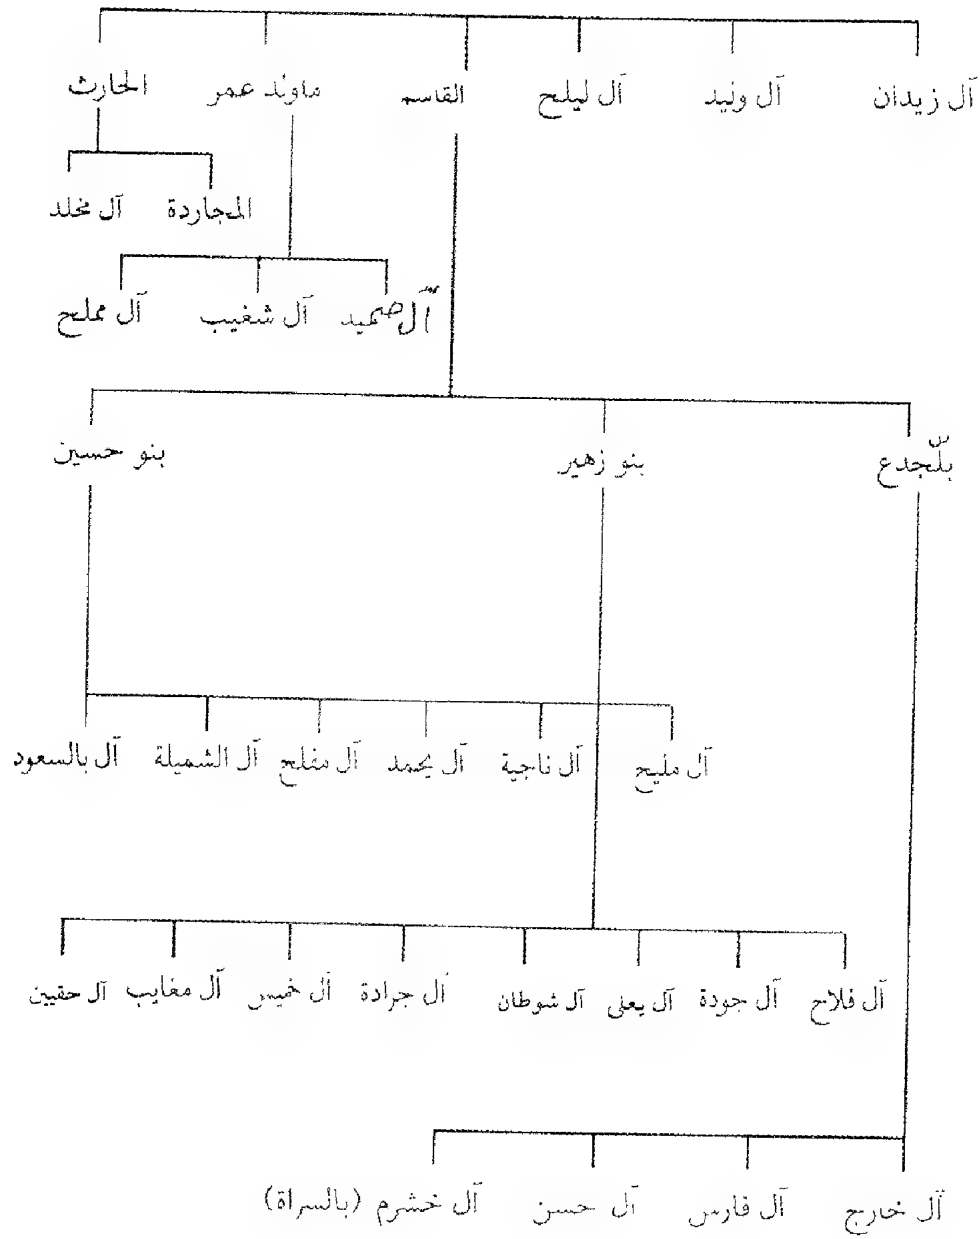 آل زيدان آل وليد آل ليلح القاسم ماولد عمر الحارث
المجاردة آل مخلد
آل صميد آل شغيب آل مملح
بلّجدع بنو زهير بنو حسين
آل مليح آل ناجية آل يحمد آل مفلح آل الشميلة آل بالسعود
آل فلاح آل جودة آل يعلى آل شوطان آل جرادة آل خميس آل مغايب آل حقيين
آل خارج آل فارس آل حسن آل خشرم (بالسراة)